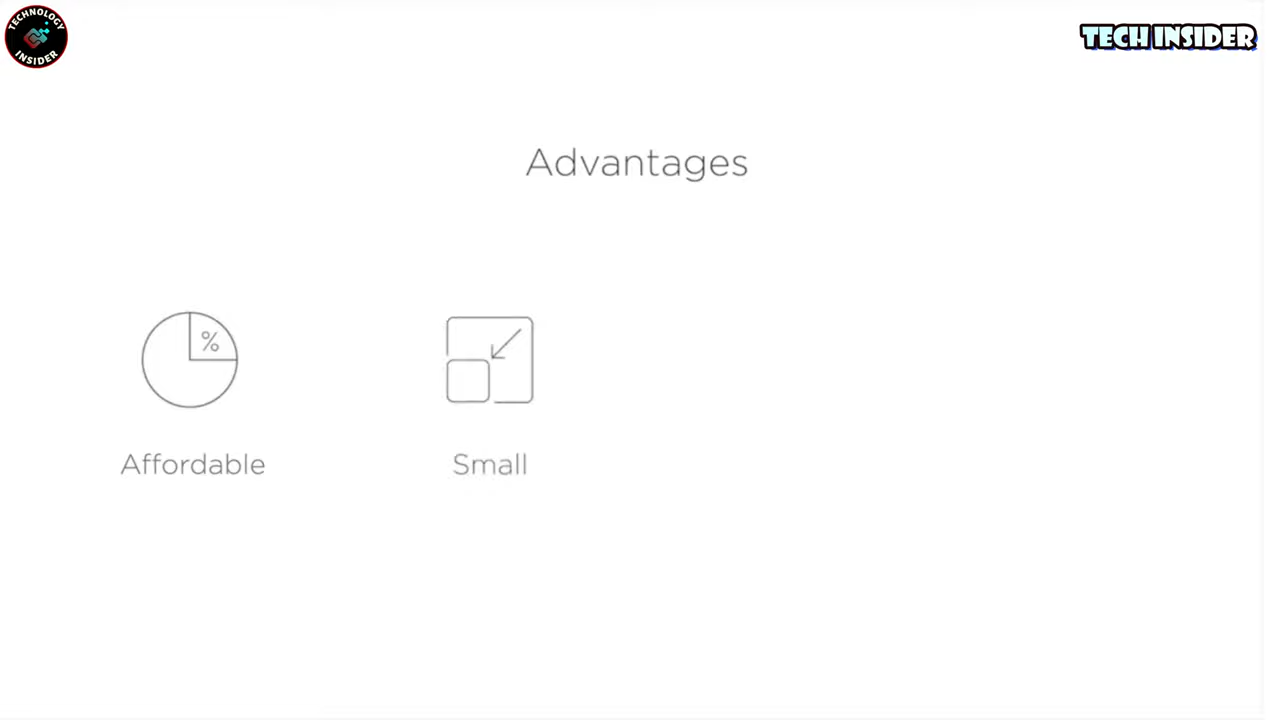 TECHNOLOGY
INSIDER
TECH INSIDER
Advantages
%
Affordable
Small